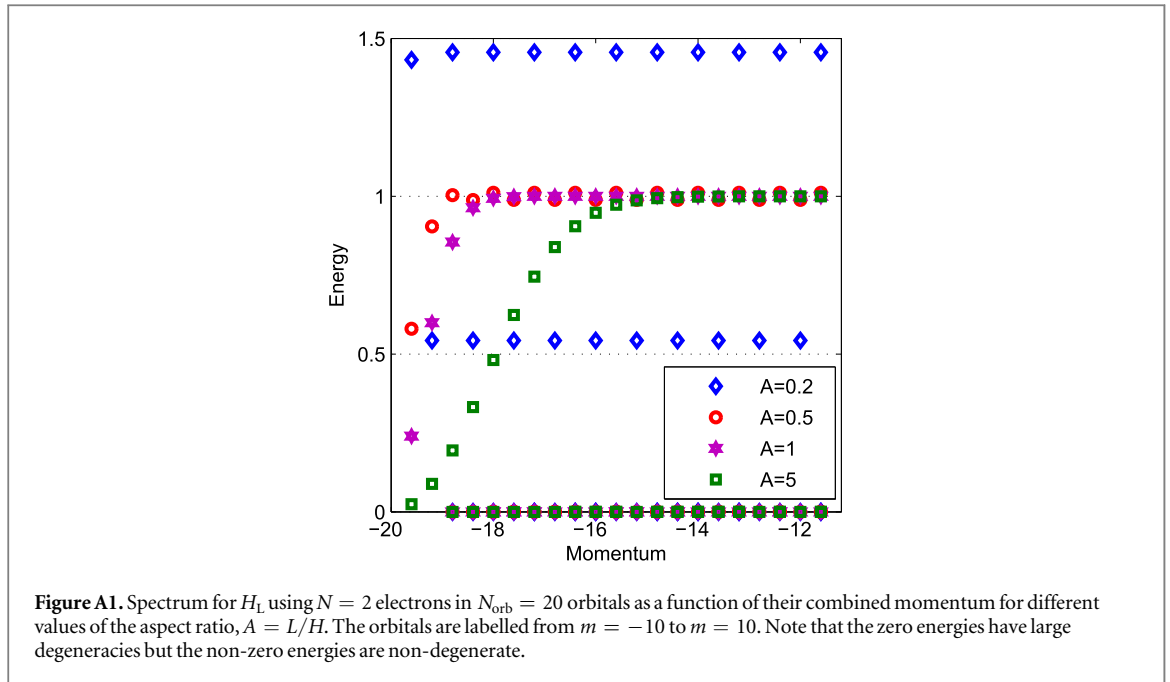 1.5
1
0.5
0
Energy
−20
−18
−16
−14
−12
Momentum
A=0.2
A=0.5
A=1
A=5
Figure A1. Spectrum for H_L using N = 2 electrons in N_orb = 20 orbitals as a function of their combined momentum for different
values of the aspect ratio, A = L/H. The orbitals are labelled from m = −10 to m = 10. Note that the zero energies have large
degeneracies but the non-zero energies are non-degenerate.